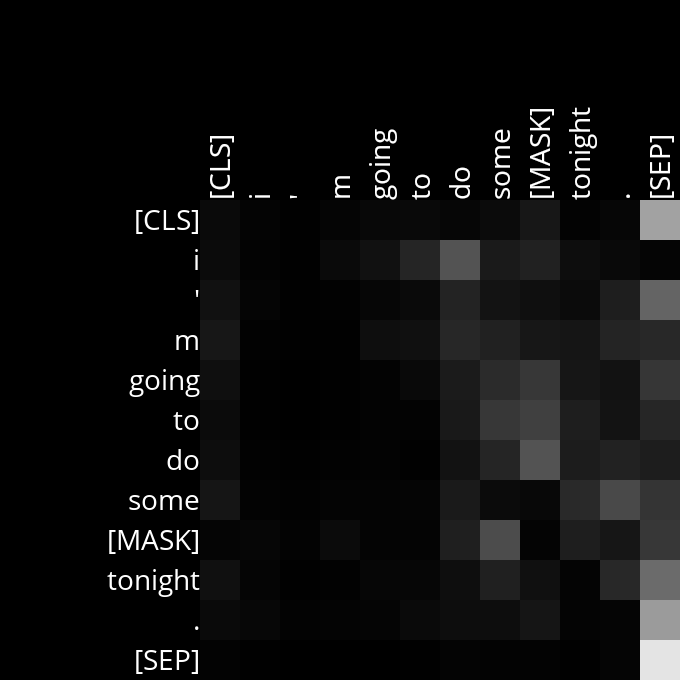 [CLS] i ' m going to do some [MASK] tonight . [SEP]
[CLS]
i
'
m
going
to
do
some
[MASK]
tonight
.
[SEP]